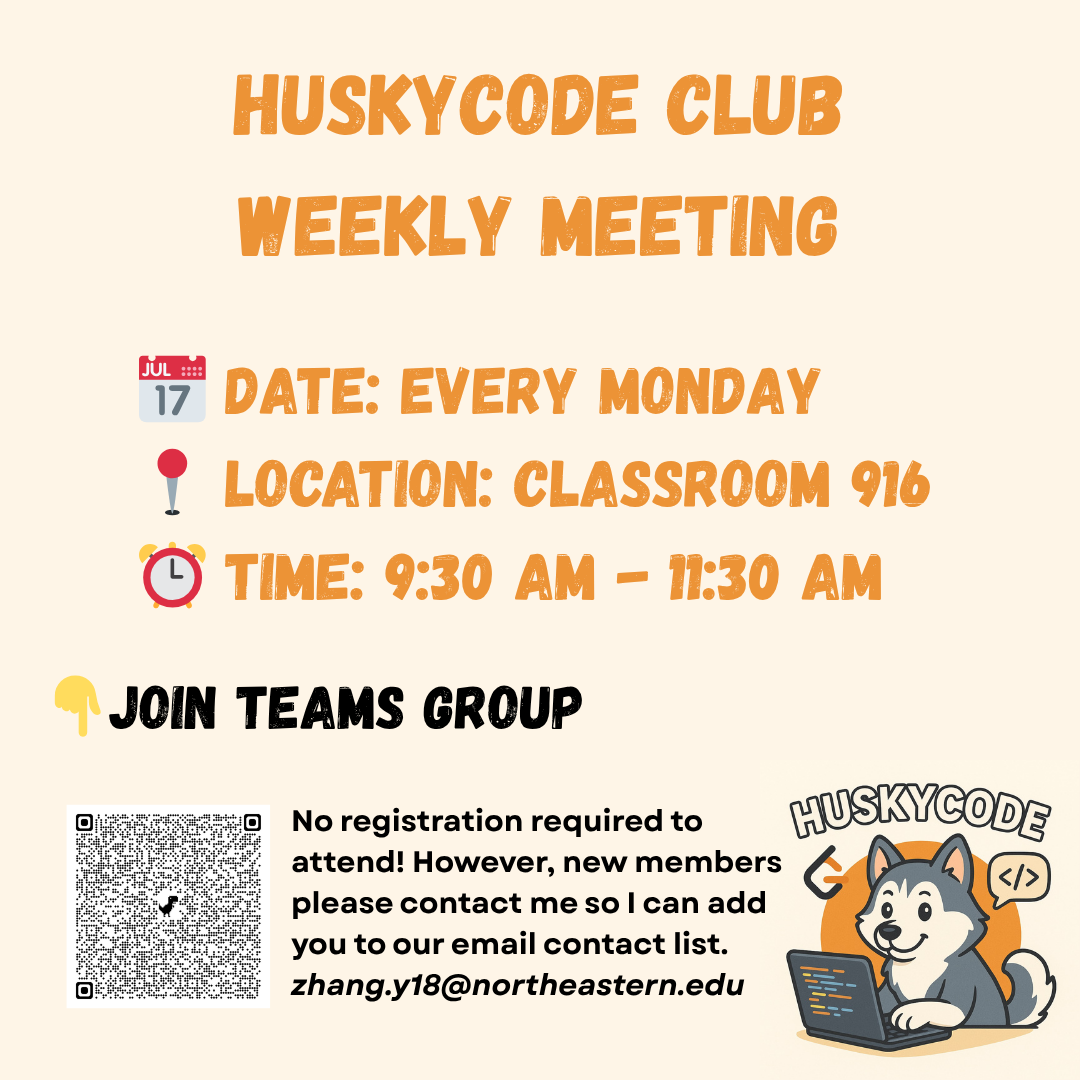 HUSKYCODE CLUB
WEEKLY MEETING
JUL
17
DATE: EVERY MONDAY
LOCATION: CLASSROOM 916
TIME: 9:30 AM – 11:30 AM
JOIN TEAMS GROUP
No registration required to
attend! However, new members
please contact me so I can add
you to our email contact list.
zhang.y18@northeastern.edu
HUSKYCODE
</>